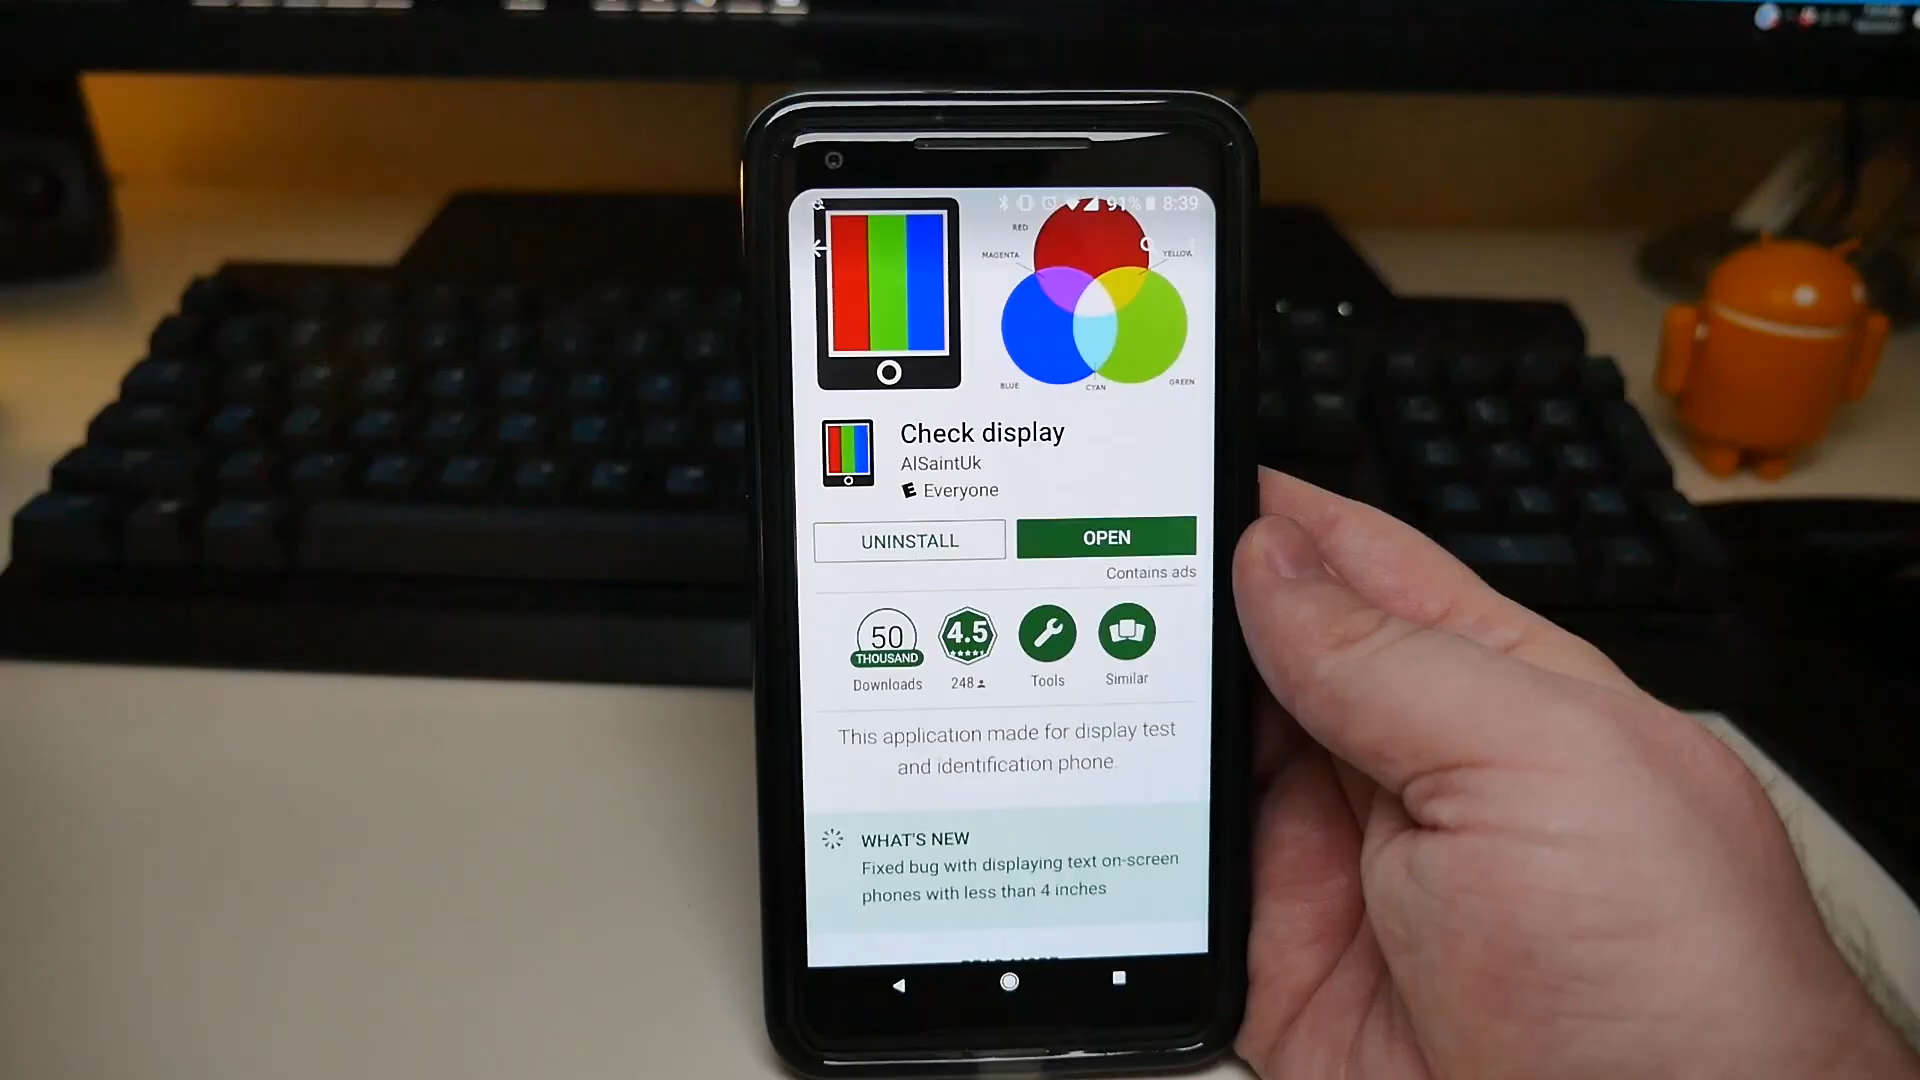 91% 8:39
RED
MAGENTA
YELLOW
BLUE
CYAN
GREEN
Check display
AlSaintUk
E Everyone
UNINSTALL
OPEN
Contains ads
50
THOUSAND
4.5
Downloads
248
Tools
Similar
This application made for display test
and identification phone.
WHAT'S NEW
Fixed bug with displaying text on-screen
phones with less than 4 inches